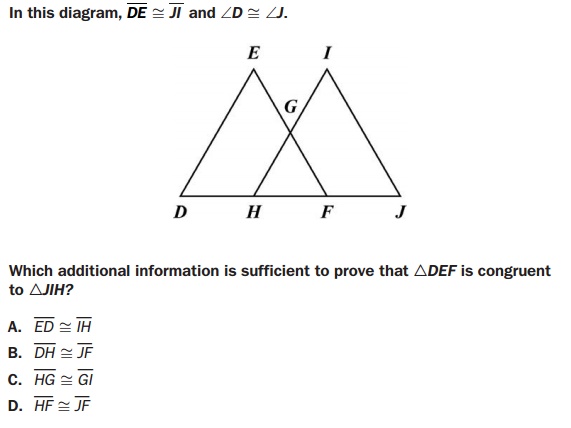 In this diagram, DE ≅ JI and ∠D ≅ ∠J.
E I
G
D H F J
Which additional information is sufficient to prove that △DEF is congruent
to △JIH?
A. ED ≅ IH
B. DH ≅ JF
C. HG ≅ GI
D. HF ≅ JF